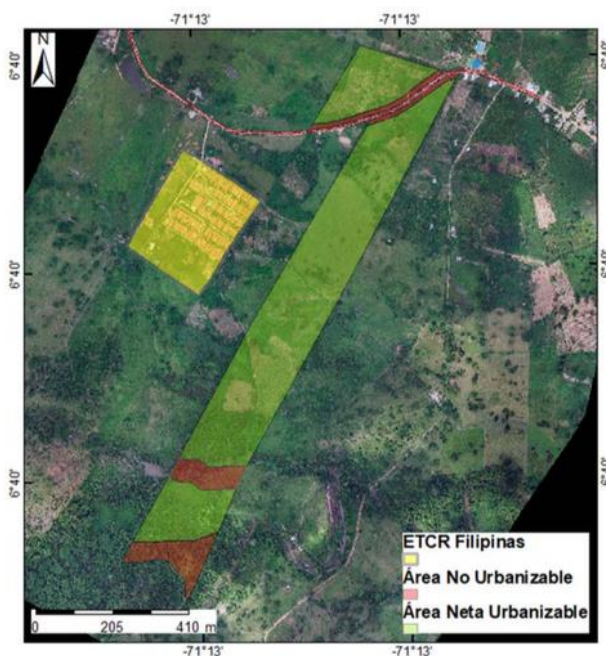 -71°13'
-71°13'
6°40'
6°40'
N
6°40'
6°40'
6°40'
6°40'
ETCR Filipinas
Área No Urbanizable
Área Neta Urbanizable
0 205 410 m
-71°13'
-71°13'